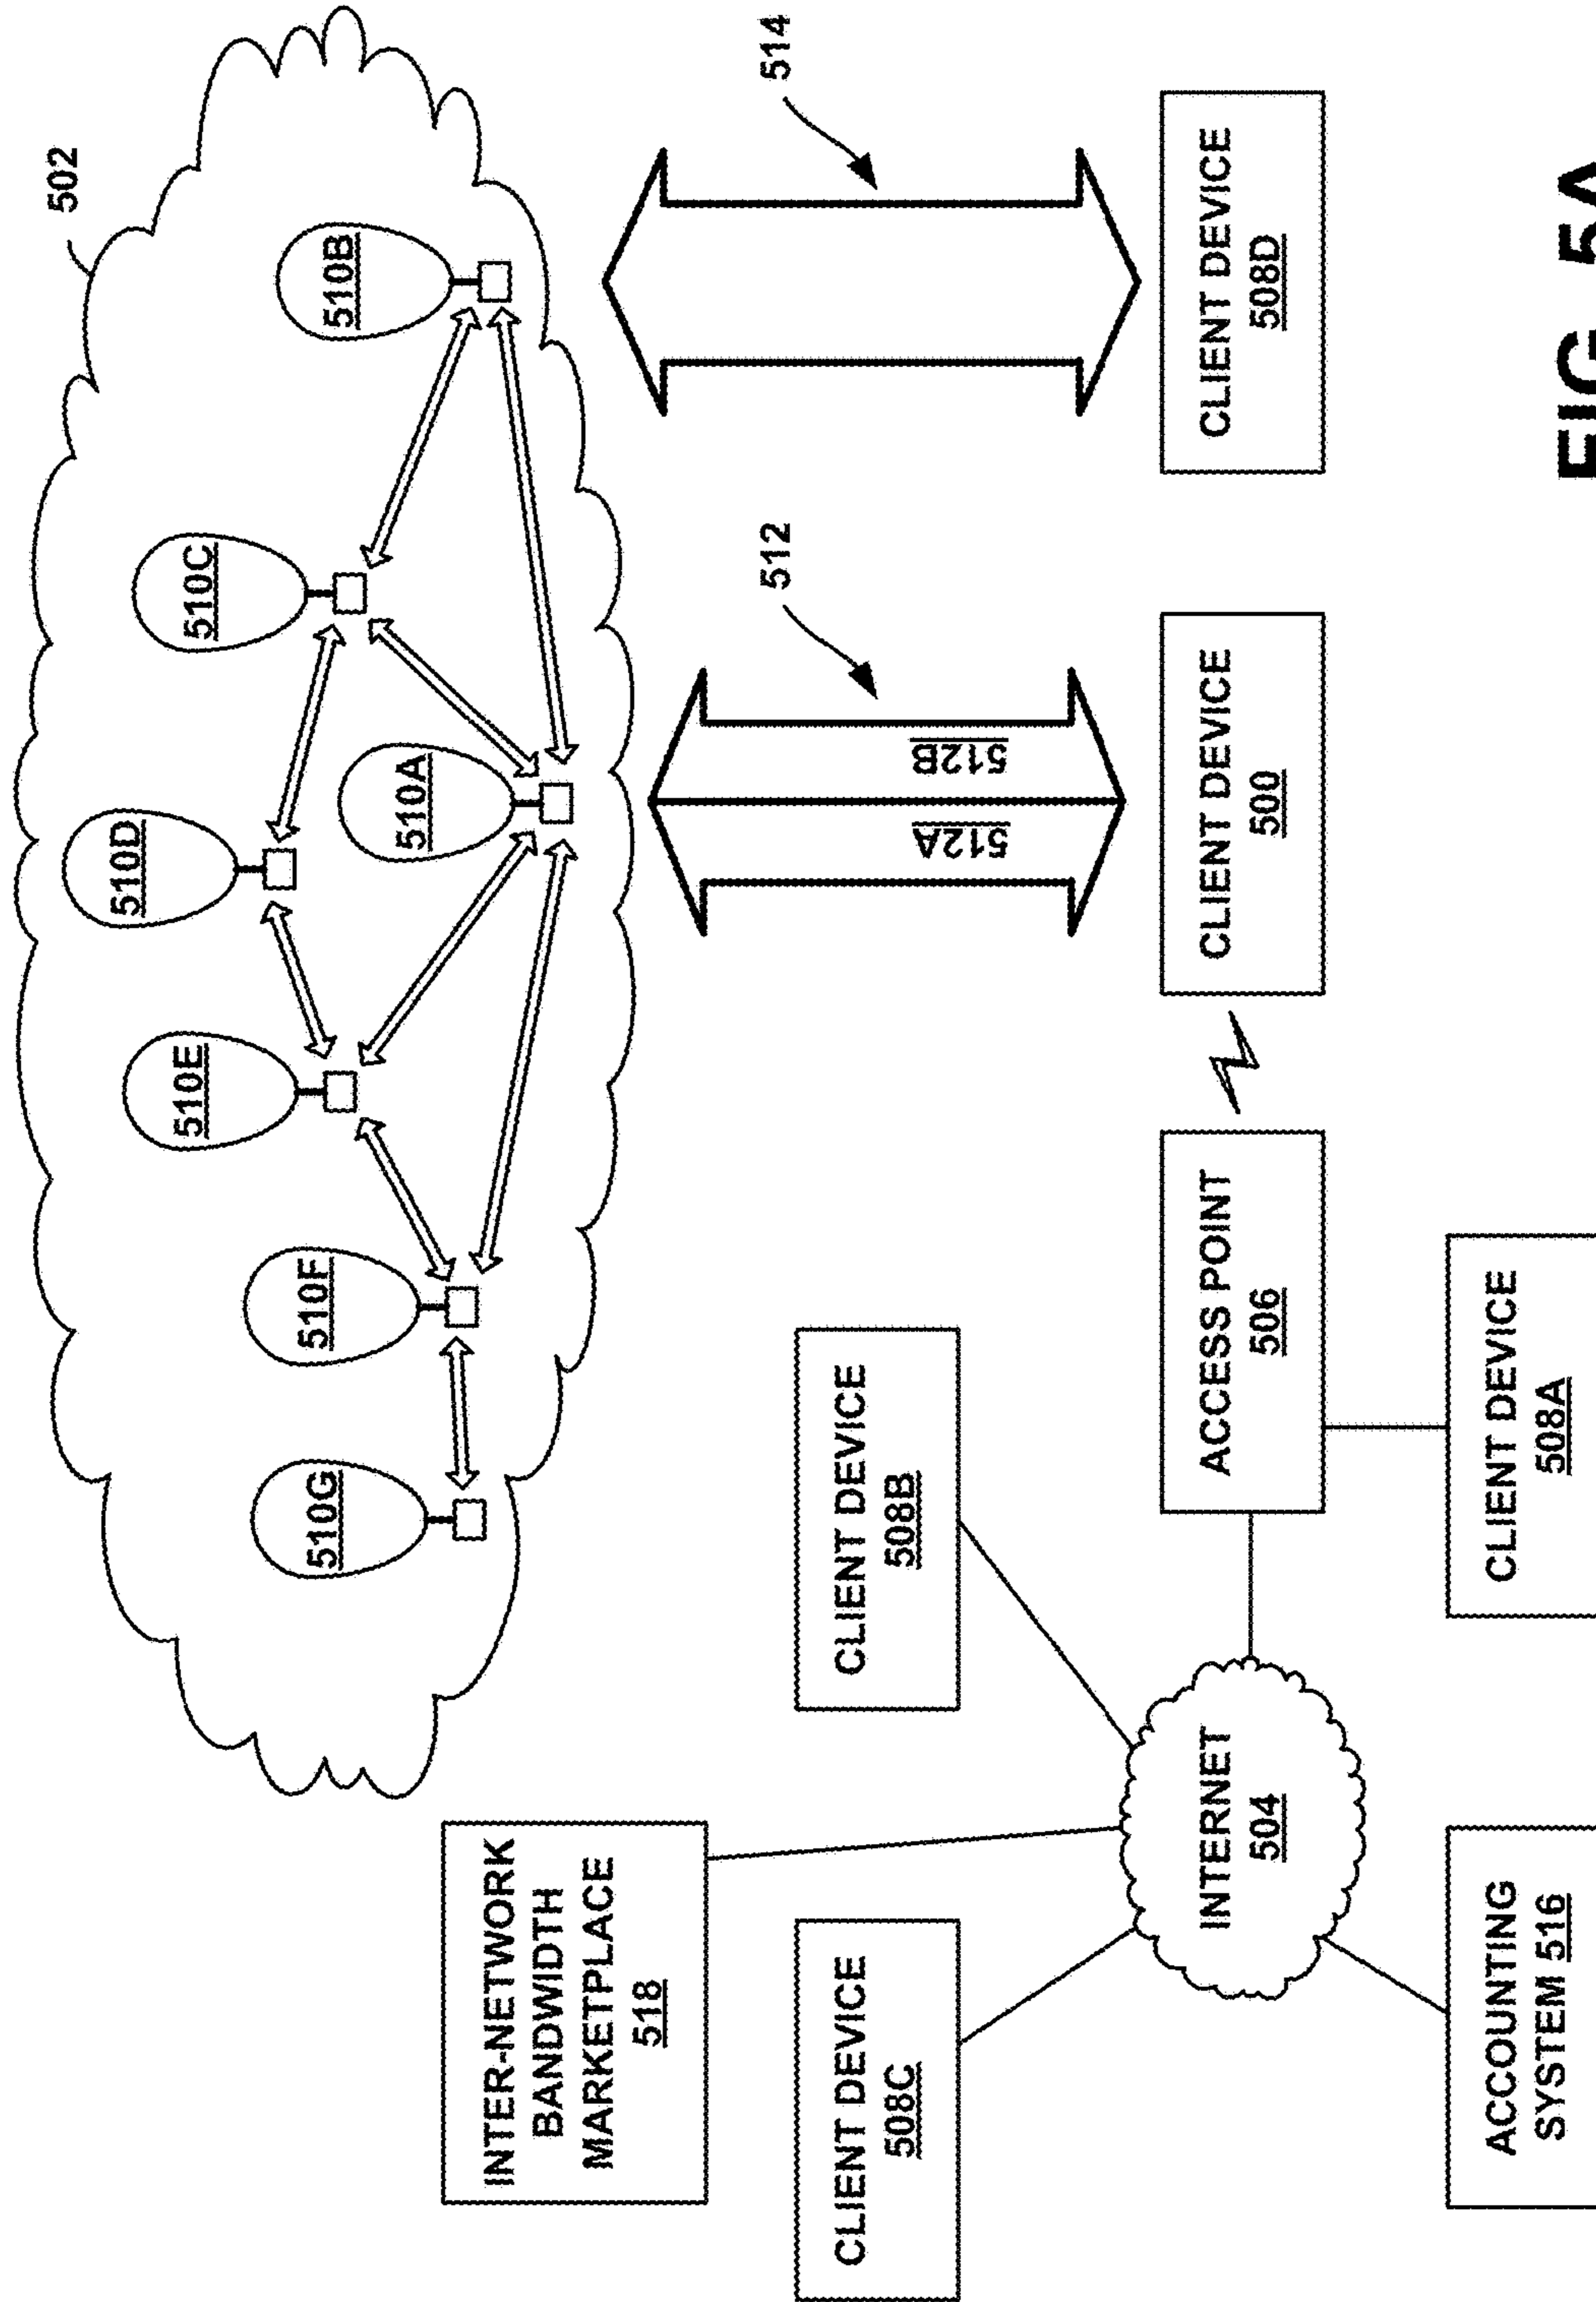 502
510G
510F
510E
510D
510C
510B
510A
INTER-NETWORK
BANDWIDTH
MARKETPLACE
518
CLIENT DEVICE
508C
CLIENT DEVICE
508B
512
514
512A
512B
INTERNET
504
ACCESS POINT
506
CLIENT DEVICE
500
CLIENT DEVICE
508D
ACCOUNTING
SYSTEM 516
CLIENT DEVICE
508A
FIG. 5A